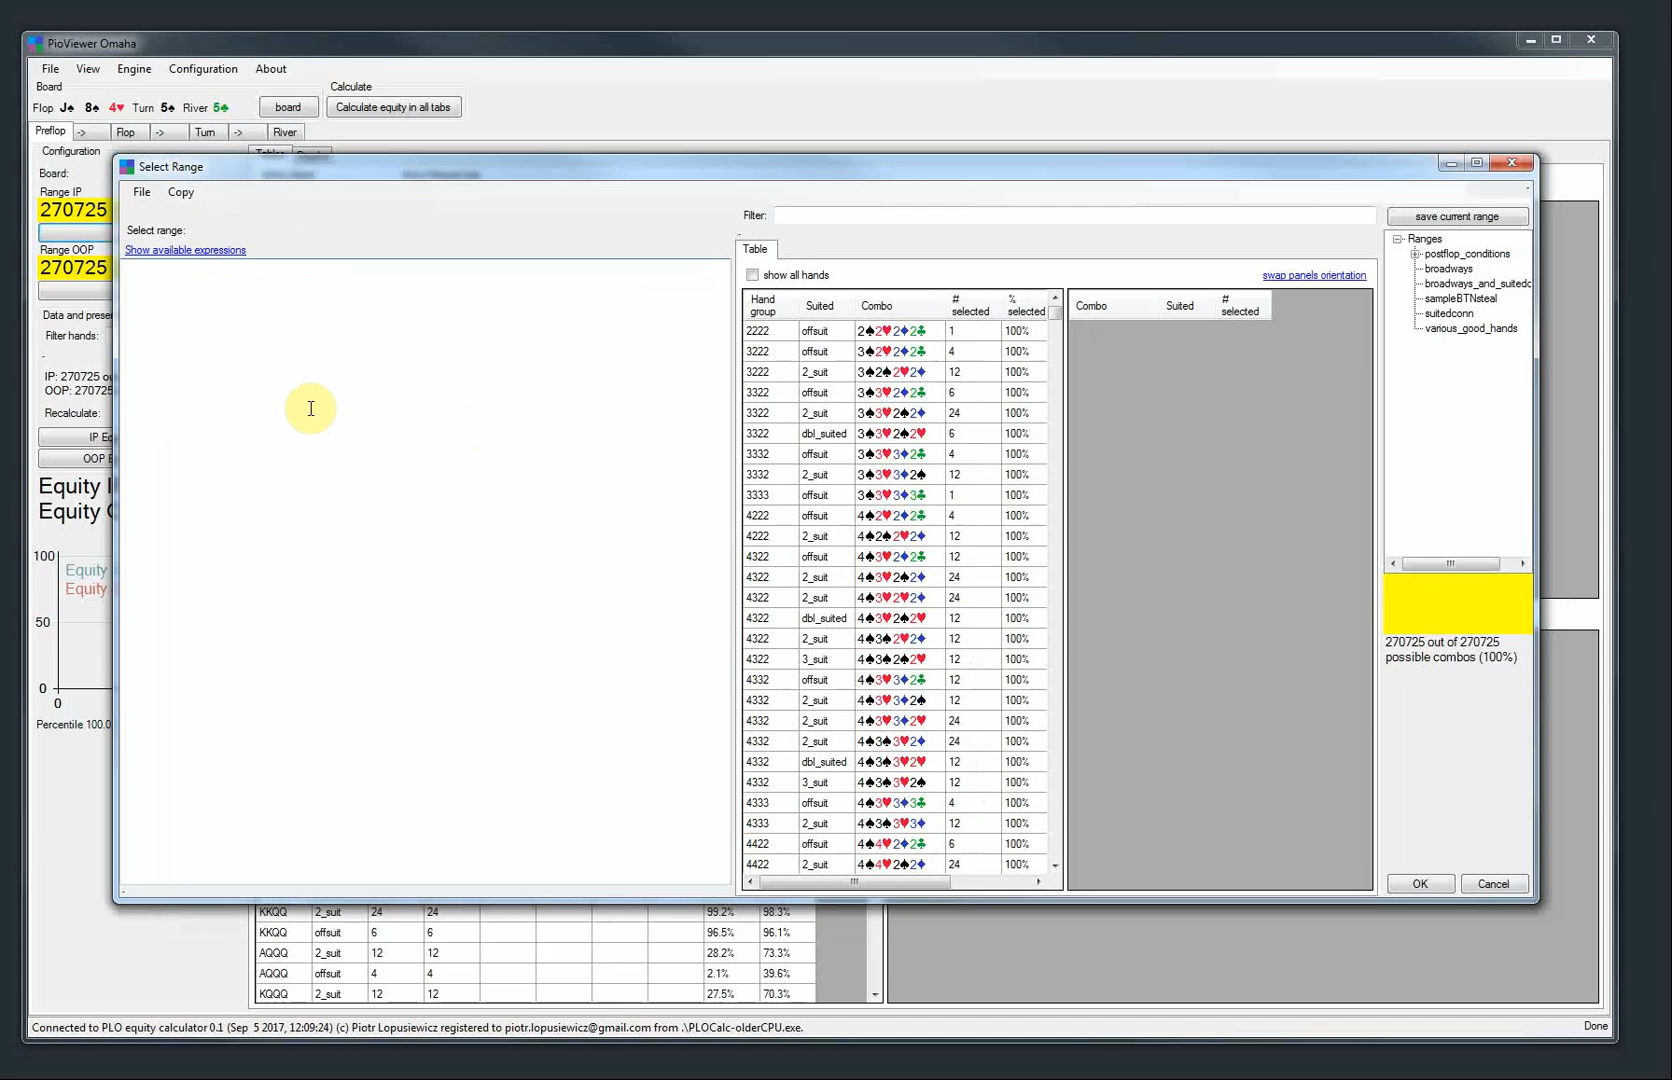 PioViewer Omaha
File View Engine Configuration About
Board Calculate
Flop J♠ 8♠ 4♥ Turn 5♠ River 5♣ board Calculate equity in all tabs
Preflop -> Flop -> Turn -> River
Configuration
Board:
Range IP
270725
Range OOP
270725
Data and prese
Filter hands:
-
IP: 270725 o
OOP: 270725
Recalculate:
IP Eq
OOP E
Equity I
Equity
100
Equity
Equity
50
0
0
Percentile 100.0
Select Range
File Copy
Select range:
Show available expressions
Filter:
save current range
Table
show all hands swap panels orientation
Hand group Suited Combo # selected % selected
2222 offsuit 2♠2♥2♦2♣ 1 100%
3222 offsuit 3♠2♥2♦2♣ 4 100%
3222 2_suit 3♠2♠2♥2♦ 12 100%
3322 offsuit 3♠3♥2♦2♣ 6 100%
3322 2_suit 3♠3♥2♠2♦ 24 100%
3322 dbl_suited 3♠3♥2♠2♥ 6 100%
3332 offsuit 3♠3♥3♦2♣ 4 100%
3332 2_suit 3♠3♥3♦2♠ 12 100%
3333 offsuit 3♠3♥3♦3♣ 1 100%
4222 offsuit 4♠2♥2♦2♣ 4 100%
4222 2_suit 4♠2♠2♥2♦ 12 100%
4322 offsuit 4♠3♥2♦2♣ 12 100%
4322 2_suit 4♠3♥2♠2♦ 24 100%
4322 2_suit 4♠3♥2♥2♦ 24 100%
4322 dbl_suited 4♠3♥2♠2♥ 12 100%
4322 2_suit 4♠3♠2♥2♦ 12 100%
4322 3_suit 4♠3♠2♠2♥ 12 100%
4332 offsuit 4♠3♥3♦2♣ 12 100%
4332 2_suit 4♠3♥3♦2♠ 12 100%
4332 2_suit 4♠3♥3♦2♥ 24 100%
4332 2_suit 4♠3♠3♥2♦ 24 100%
4332 dbl_suited 4♠3♠3♥2♥ 12 100%
4332 3_suit 4♠3♠3♥2♠ 12 100%
4333 offsuit 4♠3♥3♦3♣ 4 100%
4333 2_suit 4♠3♠3♥3♦ 12 100%
4422 offsuit 4♠4♥2♦2♣ 6 100%
4422 2_suit 4♠4♥2♠2♦ 24 100%
Combo Suited # selected
Ranges
postflop_conditions
broadways
broadways_and_suitedc
sampleBTNsteal
suitedconn
various_good_hands
270725 out of 270725
possible combos (100%)
OK Cancel
KKQQ 2_suit 24 24 99.2% 98.3%
KKQQ offsuit 6 6 96.5% 96.1%
AQQQ 2_suit 12 12 28.2% 73.3%
AQQQ offsuit 4 4 2.1% 39.6%
KQQQ 2_suit 12 12 27.5% 70.3%
Connected to PLO equity calculator 0.1 (Sep 5 2017, 12:09:24) (c) Piotr Lopusiewicz registered to piotr.lopusiewicz@gmail.com from .\PLOCalc-olderCPU.exe. Done